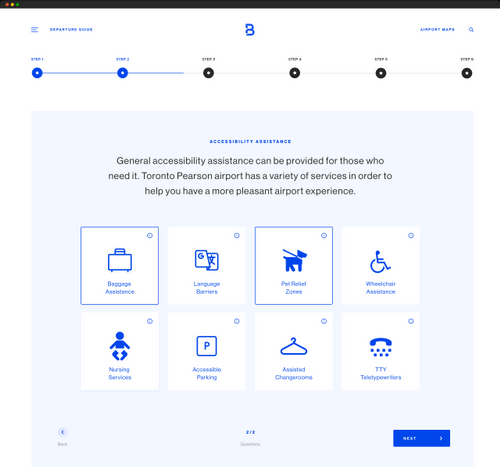 DEPARTURE GUIDE
B
AIRPORT MAPS
STEP 1
STEP 2
STEP 3
STEP 4
STEP 5
STEP 6
ACCESSIBILITY ASSISTANCE
General accessibility assistance can be provided for those who
need it. Toronto Pearson airport has a variety of services in order to
help you have a more pleasant airport experience.
Baggage
Assistance
Language
Barriers
Pet Relief
Zones
Wheelchair
Assistance
Nursing
Services
P
Accessible
Parking
Assisted
Changerooms
TTY
Teletypewriters
Back
2/2
Questions
NEXT